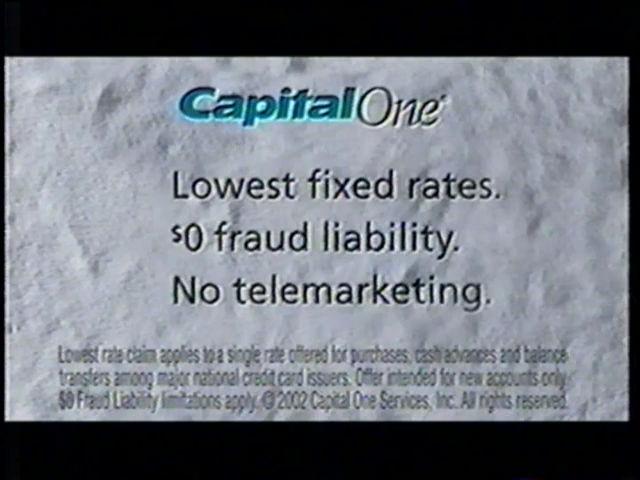 CapitalOne
Lowest fixed rates.
$0 fraud liability.
No telemarketing.
Lowest rate claim applies to a single rate offered for purchases, cash advances and balance
transfers among major national credit card issuers. Offer intended for new accounts only.
$0 Fraud Liability limitations apply. © 2002 Capital One Services, Inc. All rights reserved.